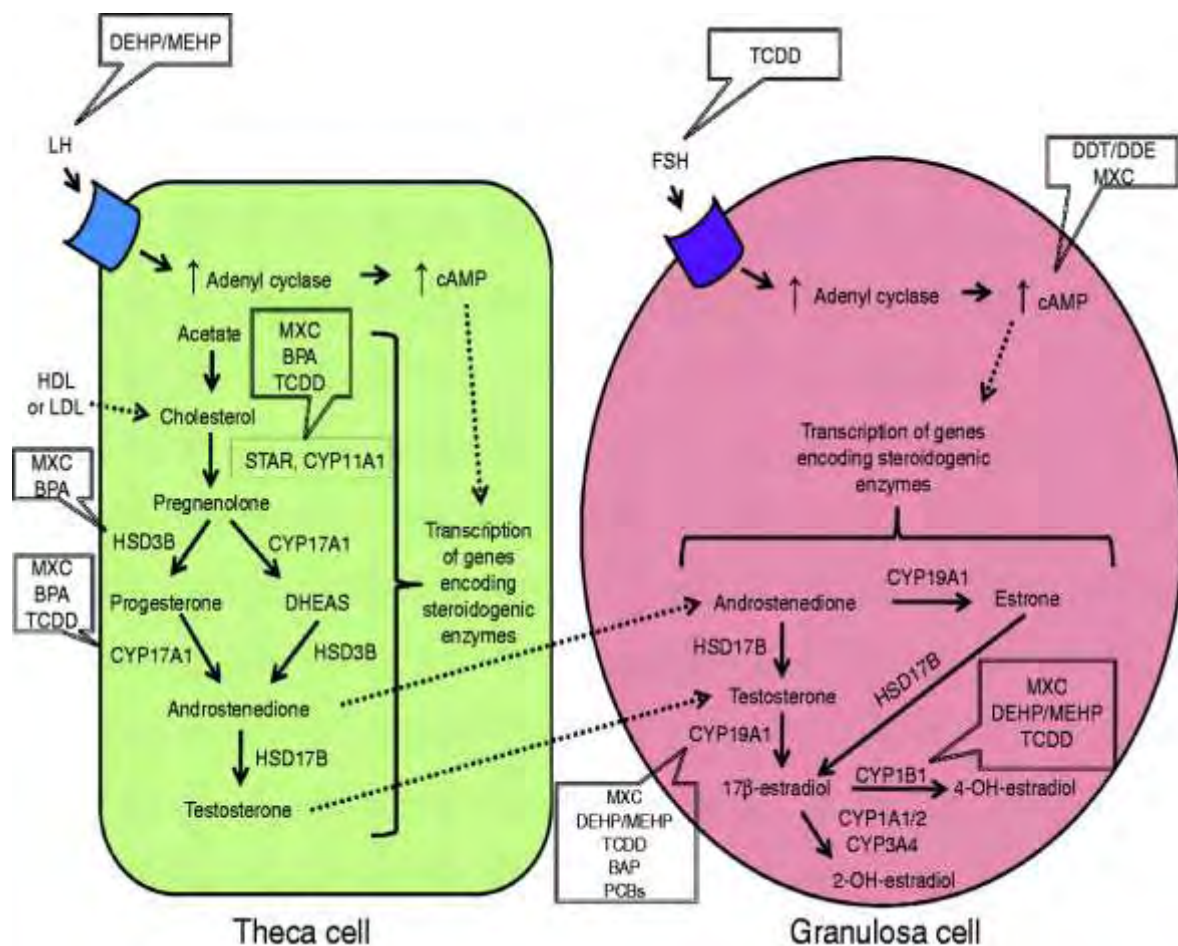 DEHP/MEHP
LH
↑ Adenyl cyclase
↑ cAMP
Acetate
MXC
BPA
TCDD
HDL
or LDL
Cholesterol
STAR, CYP11A1
MXC
BPA
Pregnenolone
HSD3B
CYP17A1
MXC
BPA
TCDD
Progesterone
DHEAS
CYP17A1
HSD3B
Androstenedione
HSD17B
Testosterone
Transcription
of genes
encoding
steroidogenic
enzymes
Theca cell
TCDD
FSH
DDT/DDE
MXC
↑ Adenyl cyclase
↑ cAMP
Transcription of genes
encoding steroidogenic
enzymes
CYP19A1
Androstenedione
Estrone
HSD17B
HSD17B
Testosterone
MXC
DEHP/MEHP
TCDD
CYP19A1
17β-estradiol
CYP1B1
4-OH-estradiol
MXC
DEHP/MEHP
TCDD
BAP
PCBs
CYP1A1/2
CYP3A4
2-OH-estradiol
Granulosa cell